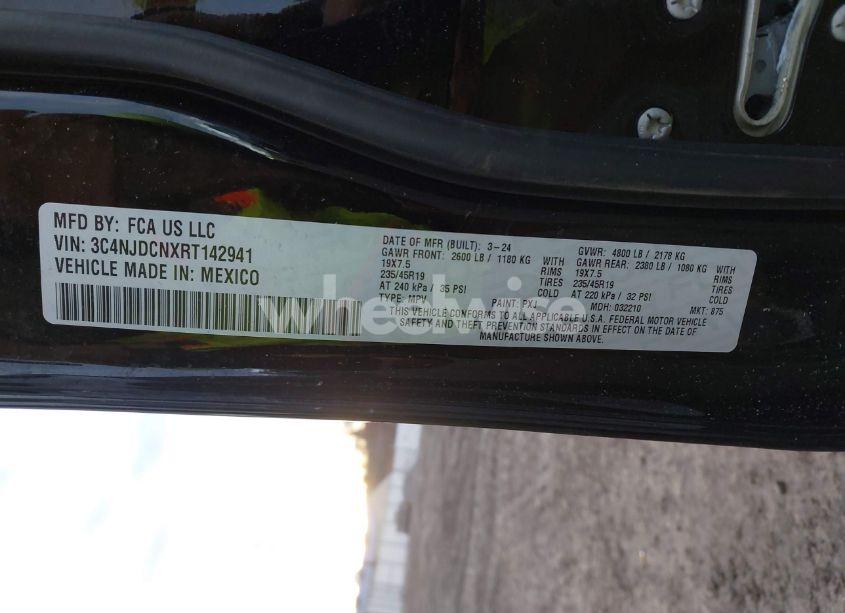 MFD BY: FCA US LLC
VIN: 3C4NJDCNXRT142941
VEHICLE MADE IN: MEXICO
DATE OF MFR (BUILT): 3-24
GAWR FRONT: 2600 LB / 1180 KG WITH
19X7.5 RIMS
235/45R19 TIRES
AT 240 kPa / 35 PSI COLD
TYPE: MPV PAINT: PXJ
GVWR: 4800 LB / 2178 KG
GAWR REAR: 2380 LB / 1080 KG WITH
19X7.5 RIMS
235/45R19 TIRES
AT 220 kPa / 32 PSI COLD
MDH: 032210 MKT: 875
THIS VEHICLE CONFORMS TO ALL APPLICABLE U.S.A. FEDERAL MOTOR VEHICLE
SAFETY AND THEFT PREVENTION STANDARDS IN EFFECT ON THE DATE OF
MANUFACTURE SHOWN ABOVE.
wheelwise